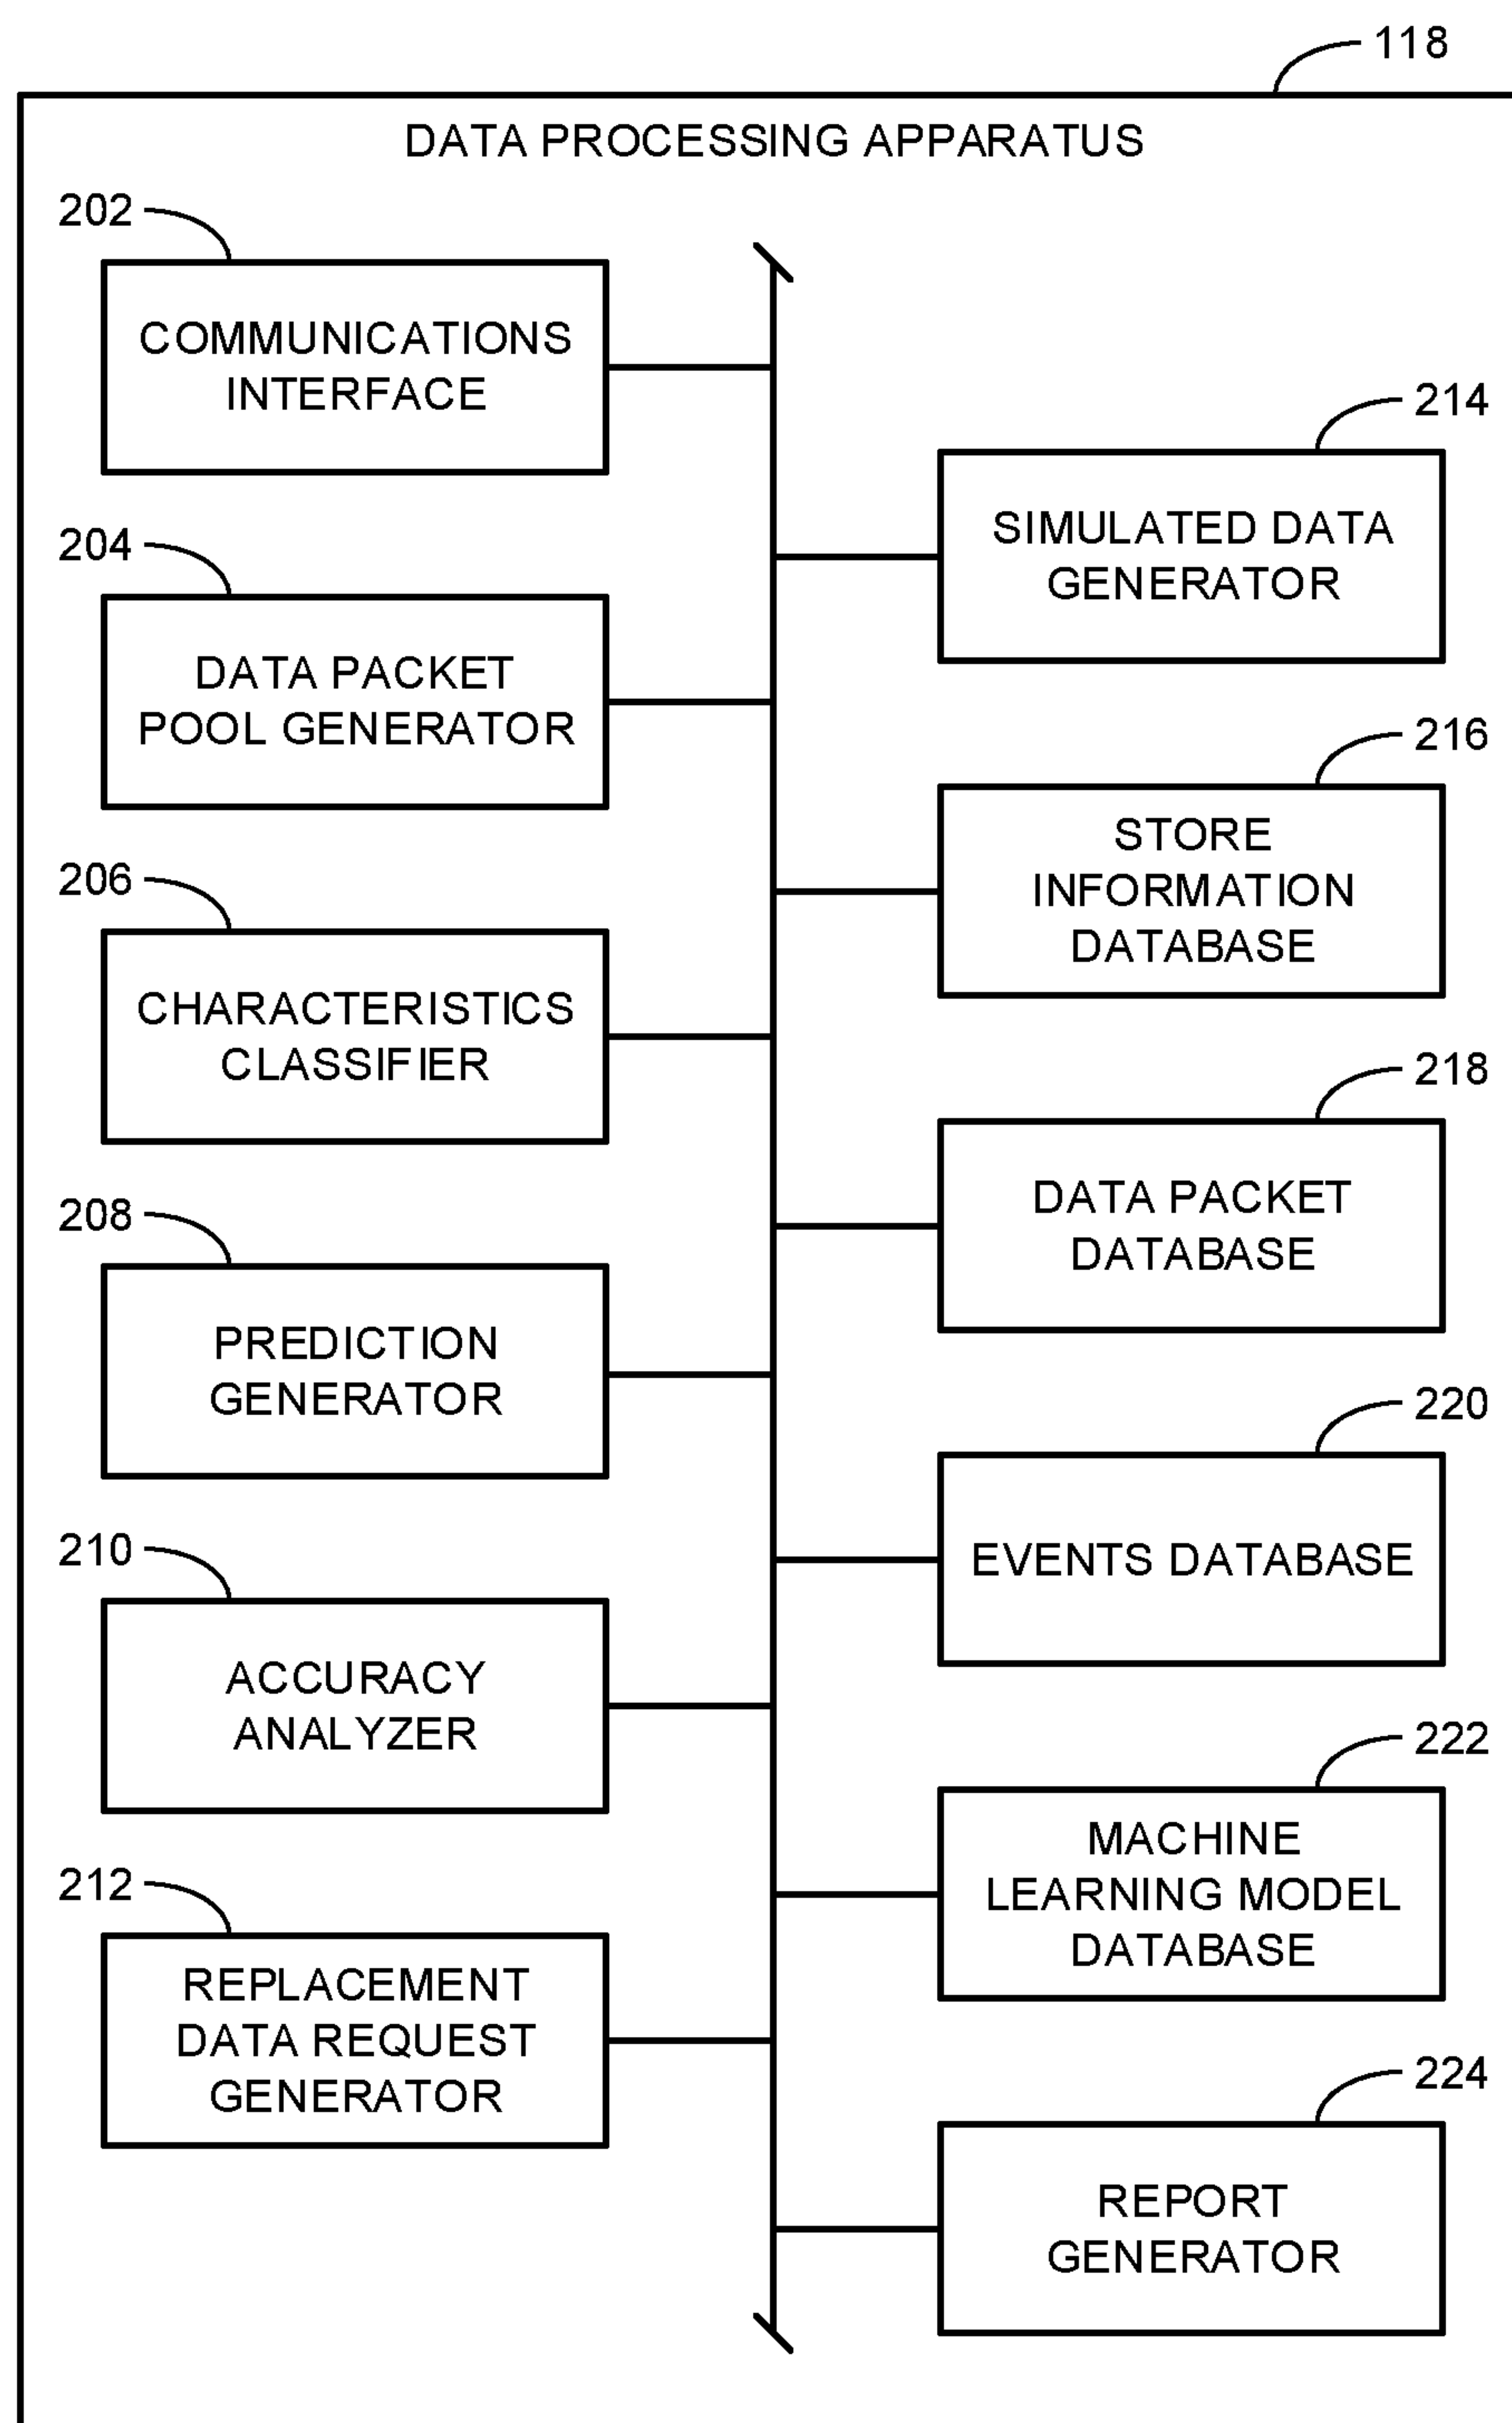 118
DATA PROCESSING APPARATUS
202
COMMUNICATIONS
INTERFACE
204
DATA PACKET
POOL GENERATOR
206
CHARACTERISTICS
CLASSIFIER
208
PREDICTION
GENERATOR
210
ACCURACY
ANALYZER
212
REPLACEMENT
DATA REQUEST
GENERATOR
214
SIMULATED DATA
GENERATOR
216
STORE
INFORMATION
DATABASE
218
DATA PACKET
DATABASE
220
EVENTS DATABASE
222
MACHINE
LEARNING MODEL
DATABASE
224
REPORT
GENERATOR